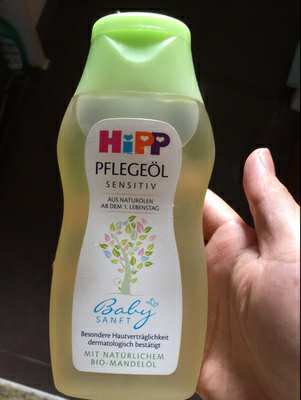 HiPP
PFLEGEÖL
SENSITIV
AUS NATURÖLEN
AB DEM 1. LEBENSTAG
Baby
SANFT
Besondere Hautverträglichkeit
dermatologisch bestätigt
MIT NATÜRLICHEM
BIO-MANDELÖL